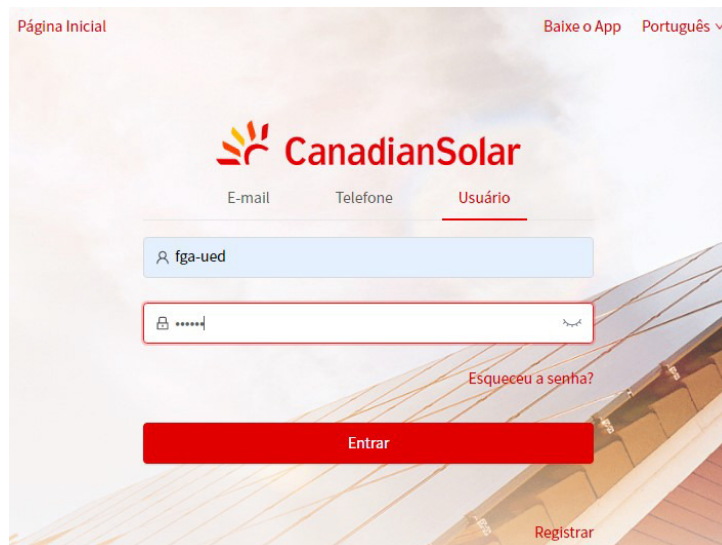 Página Inicial Baixe o App Português
CanadianSolar
E-mail Telefone Usuário
fga-ued
••••••
Esqueceu a senha?
Entrar
Registrar